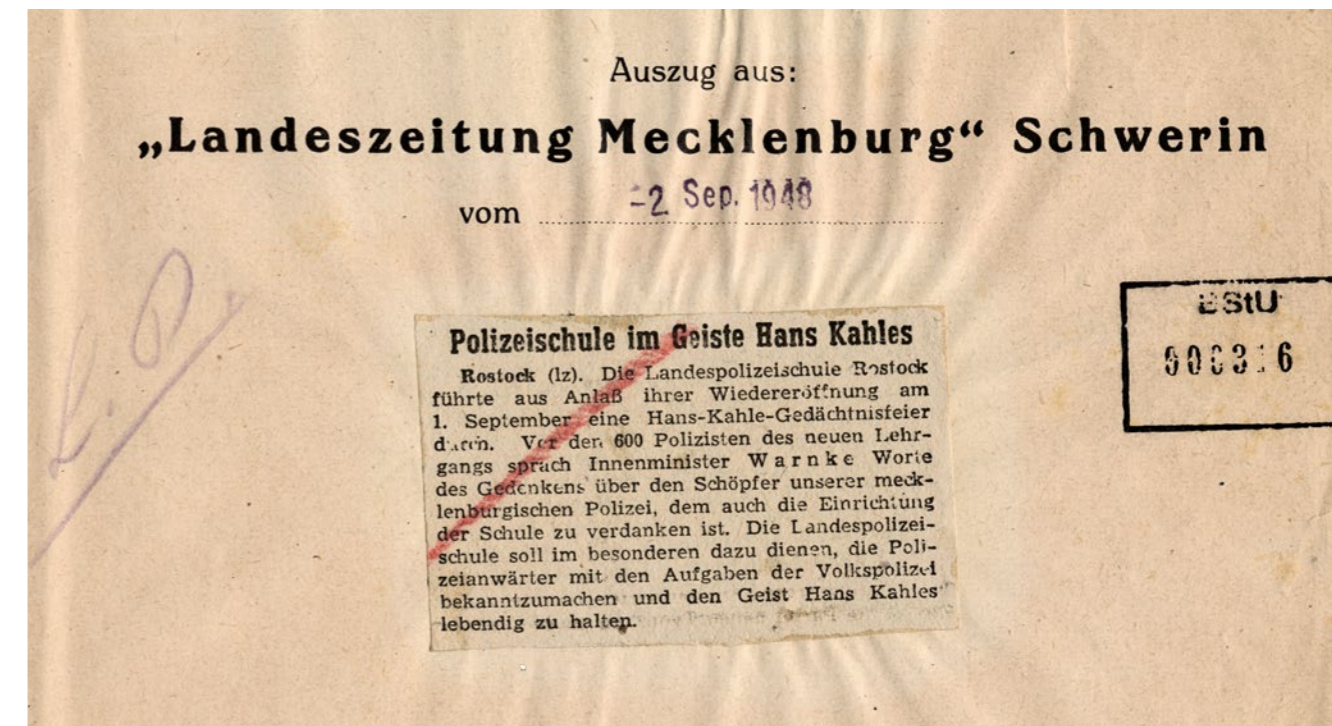 Auszug aus:
„Landeszeitung Mecklenburg“ Schwerin
vom -2. Sep. 1948
L. P.
BStU
000316
Polizeischule im Geiste Hans Kahles
Rostock (lz). Die Landespolizeischule Rostock
führte aus Anlaß ihrer Wiedereröffnung am
1. September eine Hans-Kahle-Gedächtnisfeier
durch. Vor den 600 Polizisten des neuen Lehr-
gangs sprach Innenminister Warnke Worte
des Gedenkens über den Schöpfer unserer meck-
lenburgischen Polizei, dem auch die Einrichtung
der Schule zu verdanken ist. Die Landespolizei-
schule soll im besonderen dazu dienen, die Poli-
zeianwärter mit den Aufgaben der Volkspolizei
bekanntzumachen und den Geist Hans Kahles
lebendig zu halten.